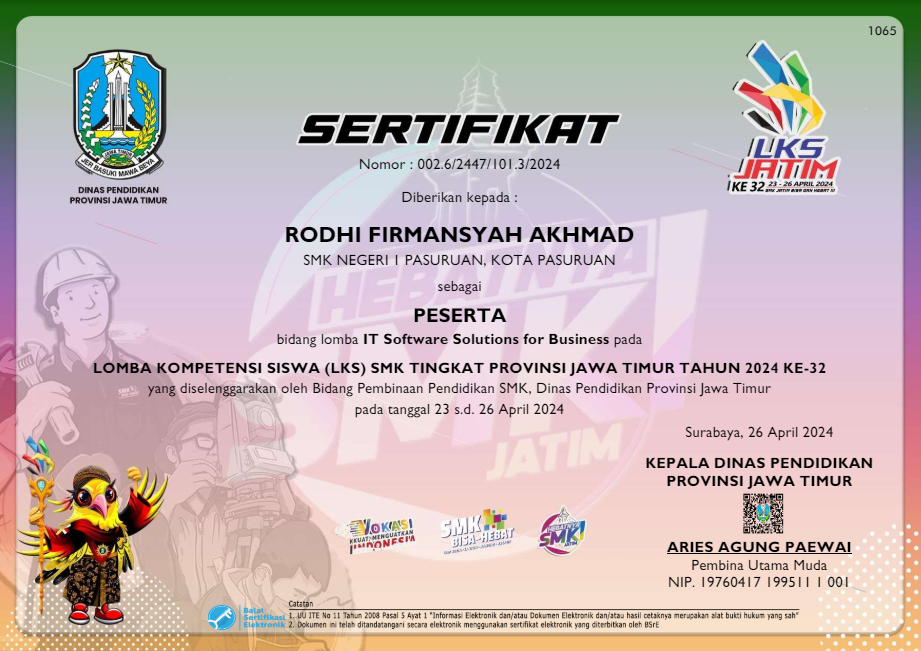 1065
JER BASUKI MAWA BEYA
DINAS PENDIDIKAN
PROVINSI JAWA TIMUR
LKS
JATIM
KE 32 23 - 26 APRIL 2024
SERTIFIKAT
Nomor : 002.6/2447/101.3/2024
Diberikan kepada :
RODHI FIRMANSYAH AKHMAD
SMK NEGERI 1 PASURUAN, KOTA PASURUAN
sebagai
PESERTA
bidang lomba IT Software Solutions for Business pada
LOMBA KOMPETENSI SISWA (LKS) SMK TINGKAT PROVINSI JAWA TIMUR TAHUN 2024 KE-32
yang diselenggarakan oleh Bidang Pembinaan Pendidikan SMK, Dinas Pendidikan Provinsi Jawa Timur
pada tanggal 23 s.d. 26 April 2024
HEBATNYA
SMK!
JATIM
Surabaya, 26 April 2024
KEPALA DINAS PENDIDIKAN
PROVINSI JAWA TIMUR
ARIES AGUNG PAEWAI
Pembina Utama Muda
NIP. 19760417 199511 1 001
VOKASI
KUAT·MENGUATKAN
INDONESIA
SMK
BISA-HEBAT
SMK!
JATIM
Balai
Sertifikasi
Elektronik
Catatan
1. UU ITE No 11 Tahun 2008 Pasal 5 Ayat 1 "Informasi Elektronik dan/atau Dokumen Elektronik dan/atau hasil cetaknya merupakan alat bukti hukum yang sah"
2. Dokumen ini telah ditandatangani secara elektronik menggunakan sertifikat elektronik yang diterbitkan oleh BSrE